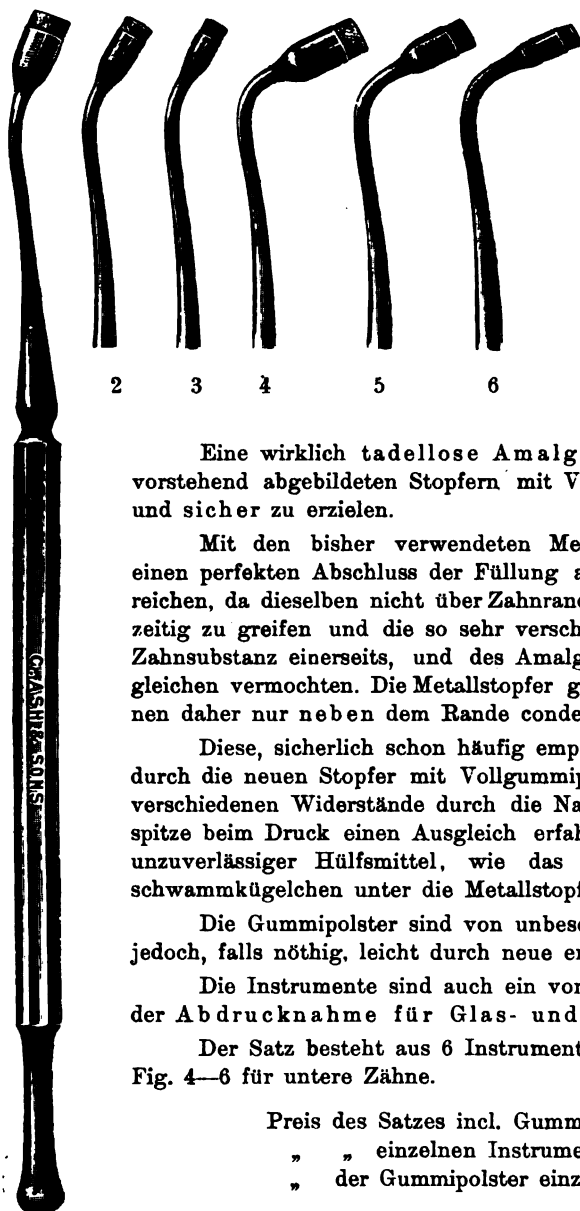 2 3 4 5 6
C. ASH & SONS
Eine wirklich tadellose Amalg
vorstehend abgebildeten Stopfern mit V
und sicher zu erzielen.
Mit den bisher verwendeten Me
einen perfekten Abschluss der Füllung a
reichen, da dieselben nicht über Zahnrand
zeitig zu greifen und die so sehr versch
Zahnsubstanz einerseits, und des Amalg
gleichen vermochten. Die Metallstopfer g
nen daher nur neben dem Rande conde
Diese, sicherlich schon häufig emp
durch die neuen Stopfer mit Vollgummip
verschiedenen Widerstände durch die Na
spitze beim Druck einen Ausgleich erfah
unzuverlässiger Hülfsmittel, wie das
schwammkügelchen unter die Metallstopf
Die Gummipolster sind von unbesc
jedoch, falls nöthig, leicht durch neue er
Die Instrumente sind auch ein vor
der Abdrucknahme für Glas- und
Der Satz besteht aus 6 Instrument
Fig. 4—6 für untere Zähne.
Preis des Satzes incl. Gumm
„ „ einzelnen Instrume
„ der Gummipolster einz